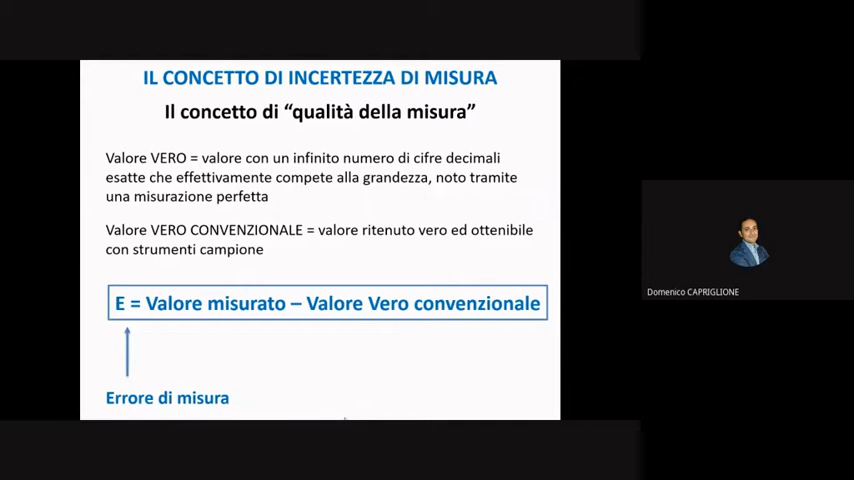 IL CONCETTO DI INCERTEZZA DI MISURA
Il concetto di “qualità della misura”
Valore VERO = valore con un infinito numero di cifre decimali
esatte che effettivamente compete alla grandezza, noto tramite
una misurazione perfetta
Valore VERO CONVENZIONALE = valore ritenuto vero ed ottenibile
con strumenti campione
E = Valore misurato – Valore Vero convenzionale
Errore di misura
Domenico CAPRIGLIONE